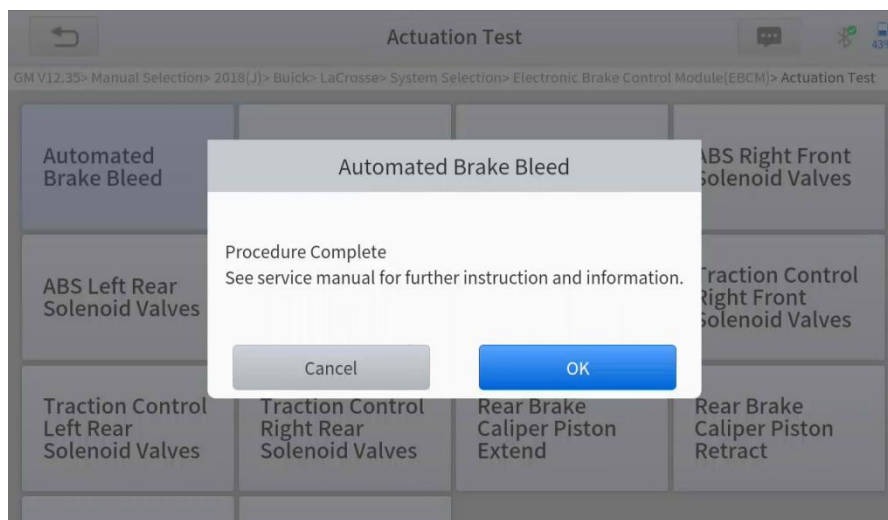 Actuation Test
43%
GM V12.35> Manual Selection> 2018(J)> Buick> LaCrosse> System Selection> Electronic Brake Control Module(EBCM)> Actuation Test
Automated
Brake Bleed
ABS Right Front
Solenoid Valves
Automated Brake Bleed
Procedure Complete
See service manual for further instruction and information.
Cancel
OK
ABS Left Rear
Solenoid Valves
Traction Control
Right Front
Solenoid Valves
Traction Control
Left Rear
Solenoid Valves
Traction Control
Right Rear
Solenoid Valves
Rear Brake
Caliper Piston
Extend
Rear Brake
Caliper Piston
Retract